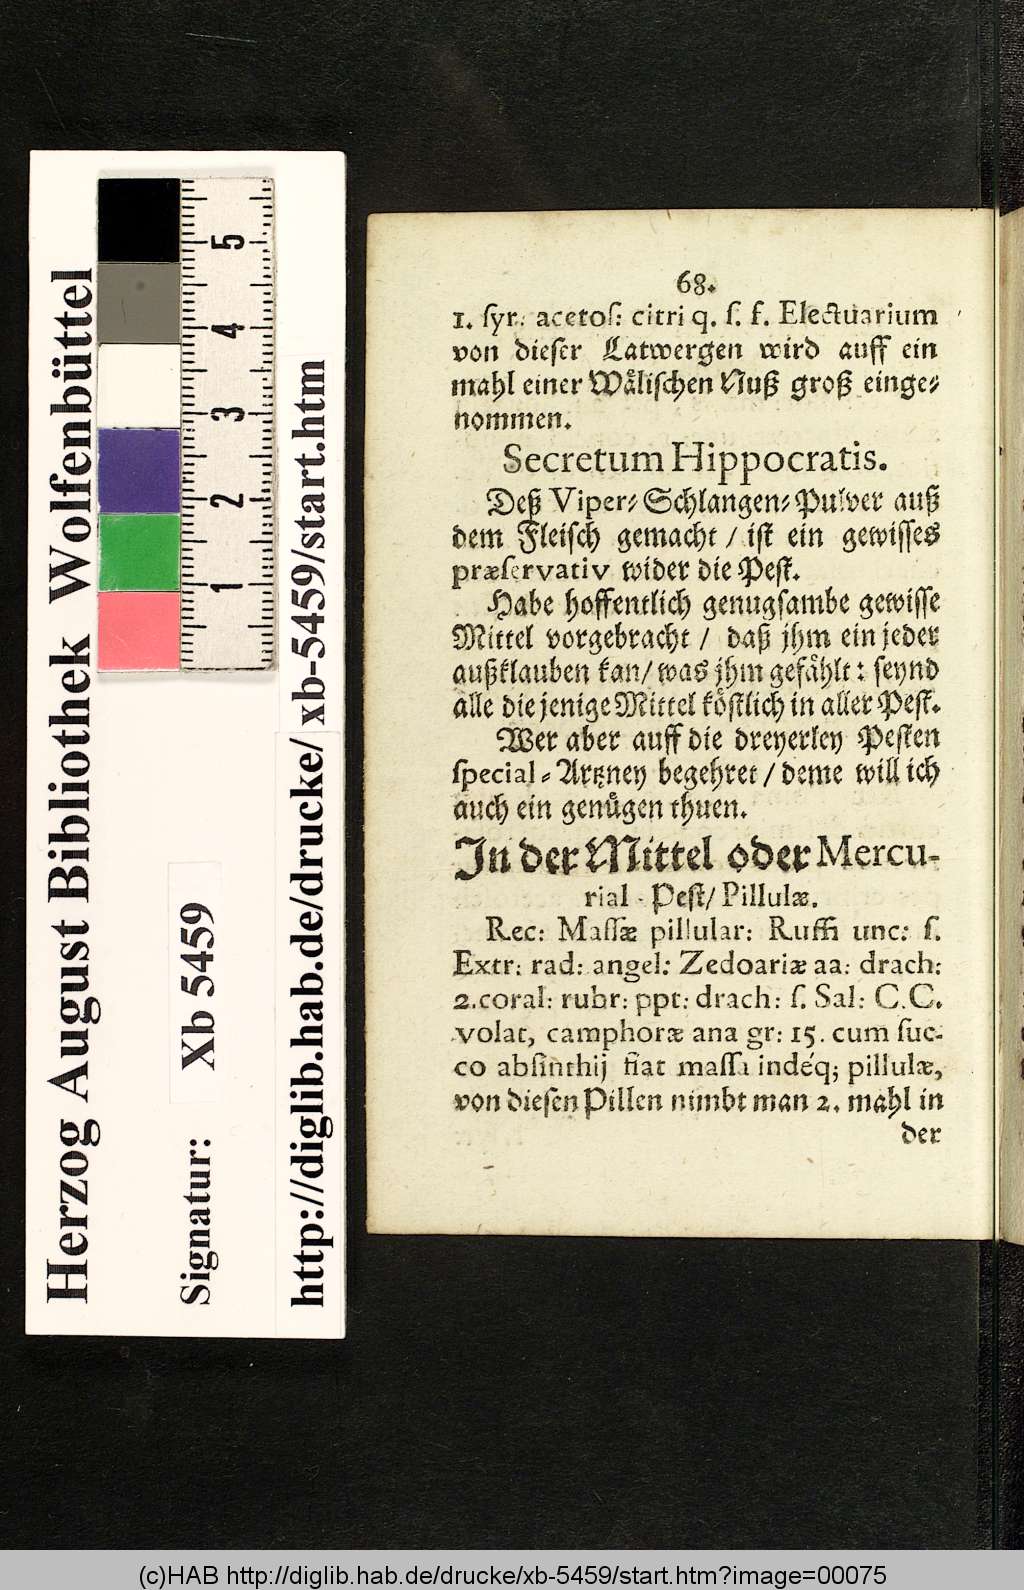 Herzog August Bibliothek Wolfenbüttel
Signatur: Xb 5459
http://diglib.hab.de/drucke/xb-5459/start.htm
1 2 3 4 5
68.
1. ſyr: acetoſ: citri q. ſ. f. Electuarium
von dieſer Latwergen wird auff ein
mahl einer Wäliſchen Nuß groß einge⸗
nommen.
Secretum Hippocratis.
Deß Viper⸗Schlangen⸗Pulver auß
dem Fleiſch gemacht / iſt ein gewiſſes
præſervativ wider die Peſt.
Habe hoffentlich genugſambe gewiſſe
Mittel vorgebracht / daß jhm ein jeder
außklauben kan/ was jhm gefählt: ſeynd
alle die jenige Mittel köſtlich in aller Peſt.
Wer aber auff die dreyerley Peſten
ſpecial⸗Artzney begehret / deme will ich
auch ein genügen thuen.
In der Mittel oder Mercu-
rial-Peſt/ Pillulæ.
Rec: Maſſæ pillular: Ruffi unc: ſ.
Extr: rad: angel: Zedoariæ aa: drach:
2. coral: rubr: ppt: drach: ſ. Sal: C.C.
volat, camphoræ ana gr: 15. cum ſuc-
co abſinthij fiat maſſa indéq; pillulæ,
von dieſen Pillen nimbt man 2. mahl in
der
(c)HAB http://diglib.hab.de/drucke/xb-5459/start.htm?image=00075